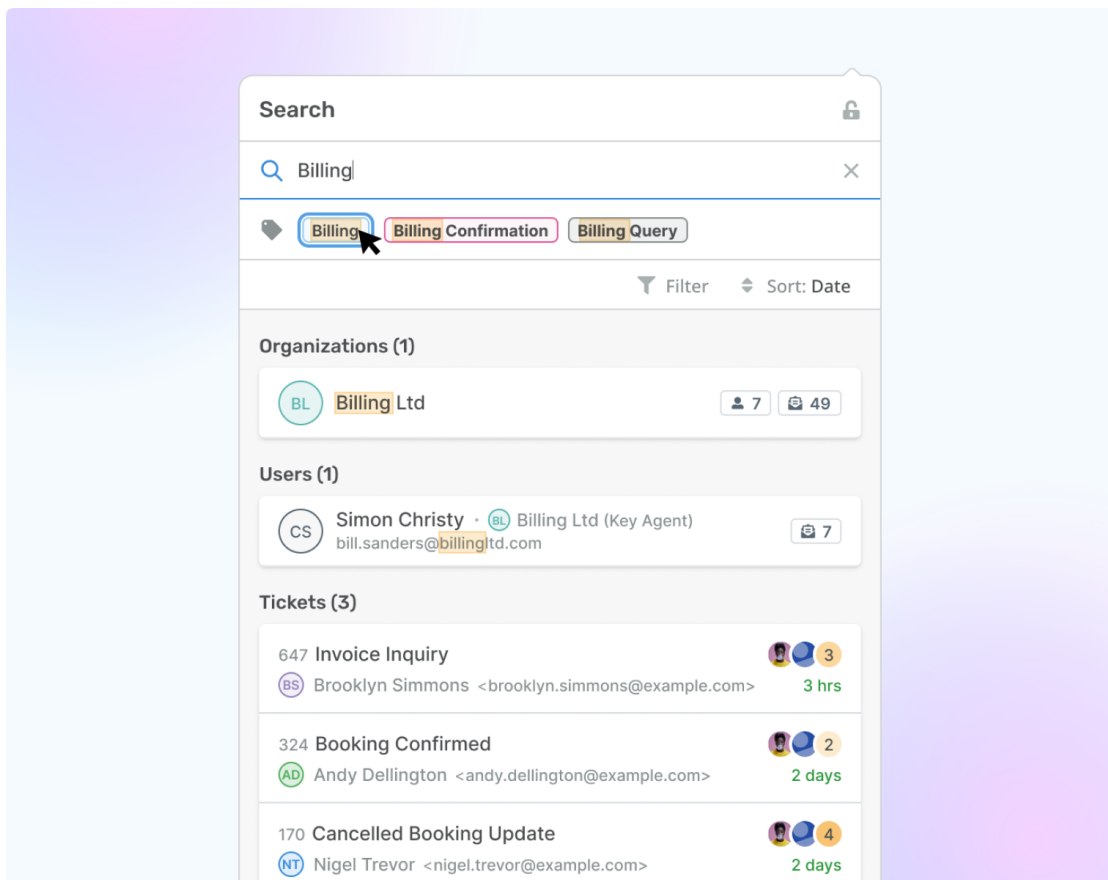 Search
Billing
Billing Billing Confirmation Billing Query
Filter Sort: Date
Organizations (1)
BL Billing Ltd 7 49
Users (1)
CS Simon Christy · BL Billing Ltd (Key Agent) 7
bill.sanders@billingltd.com
Tickets (3)
647 Invoice Inquiry 3
BS Brooklyn Simmons <brooklyn.simmons@example.com> 3 hrs
324 Booking Confirmed 2
AD Andy Dellington <andy.dellington@example.com> 2 days
170 Cancelled Booking Update 4
NT Nigel Trevor <nigel.trevor@example.com> 2 days